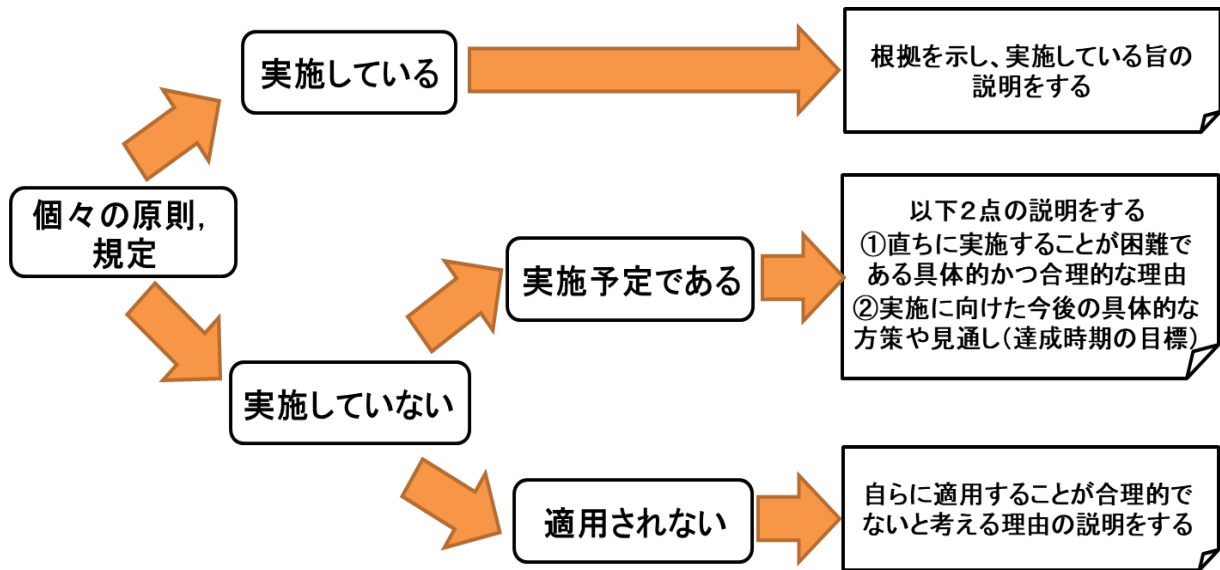 実施している
根拠を示し、実施している旨の
説明をする
個々の原則,
規定
実施予定である
以下２点の説明をする
①直ちに実施することが困難で
ある具体的かつ合理的な理由
②実施に向けた今後の具体的な
方策や見通し(達成時期の目標)
実施していない
適用されない
自らに適用することが合理的で
ないと考える理由の説明をする